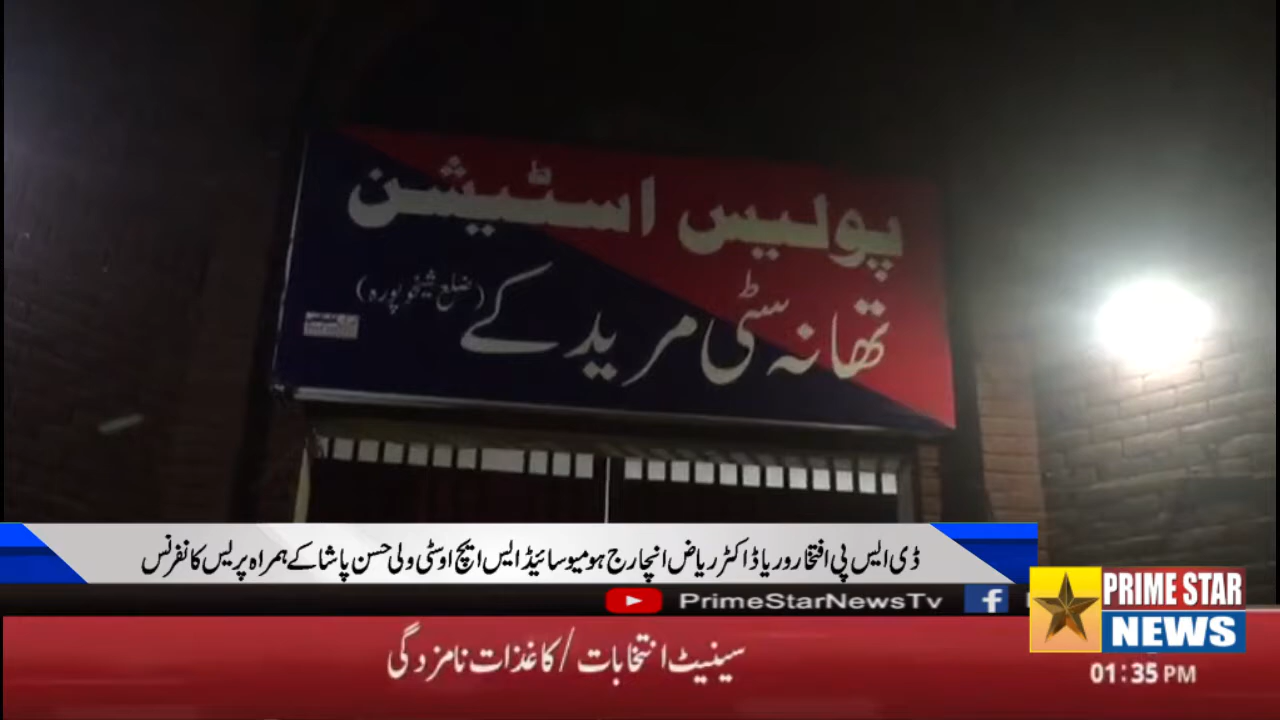 پولیس اسٹیشن
تھانہ سٹی مریدکے (ضلع شیخوپورہ)
ڈی ایس پی افتخار وریا ڈاکٹر ریاض انچارج ہومیوسائیڈ ایس ایچ او سٹی ولی حسن پاشا کے ہمراہ پریس کانفرنس
PrimeStarNewsTv
PRIME STAR
NEWS
سینیٹ انتخابات / کاغذات نامزدگی
01:35 PM